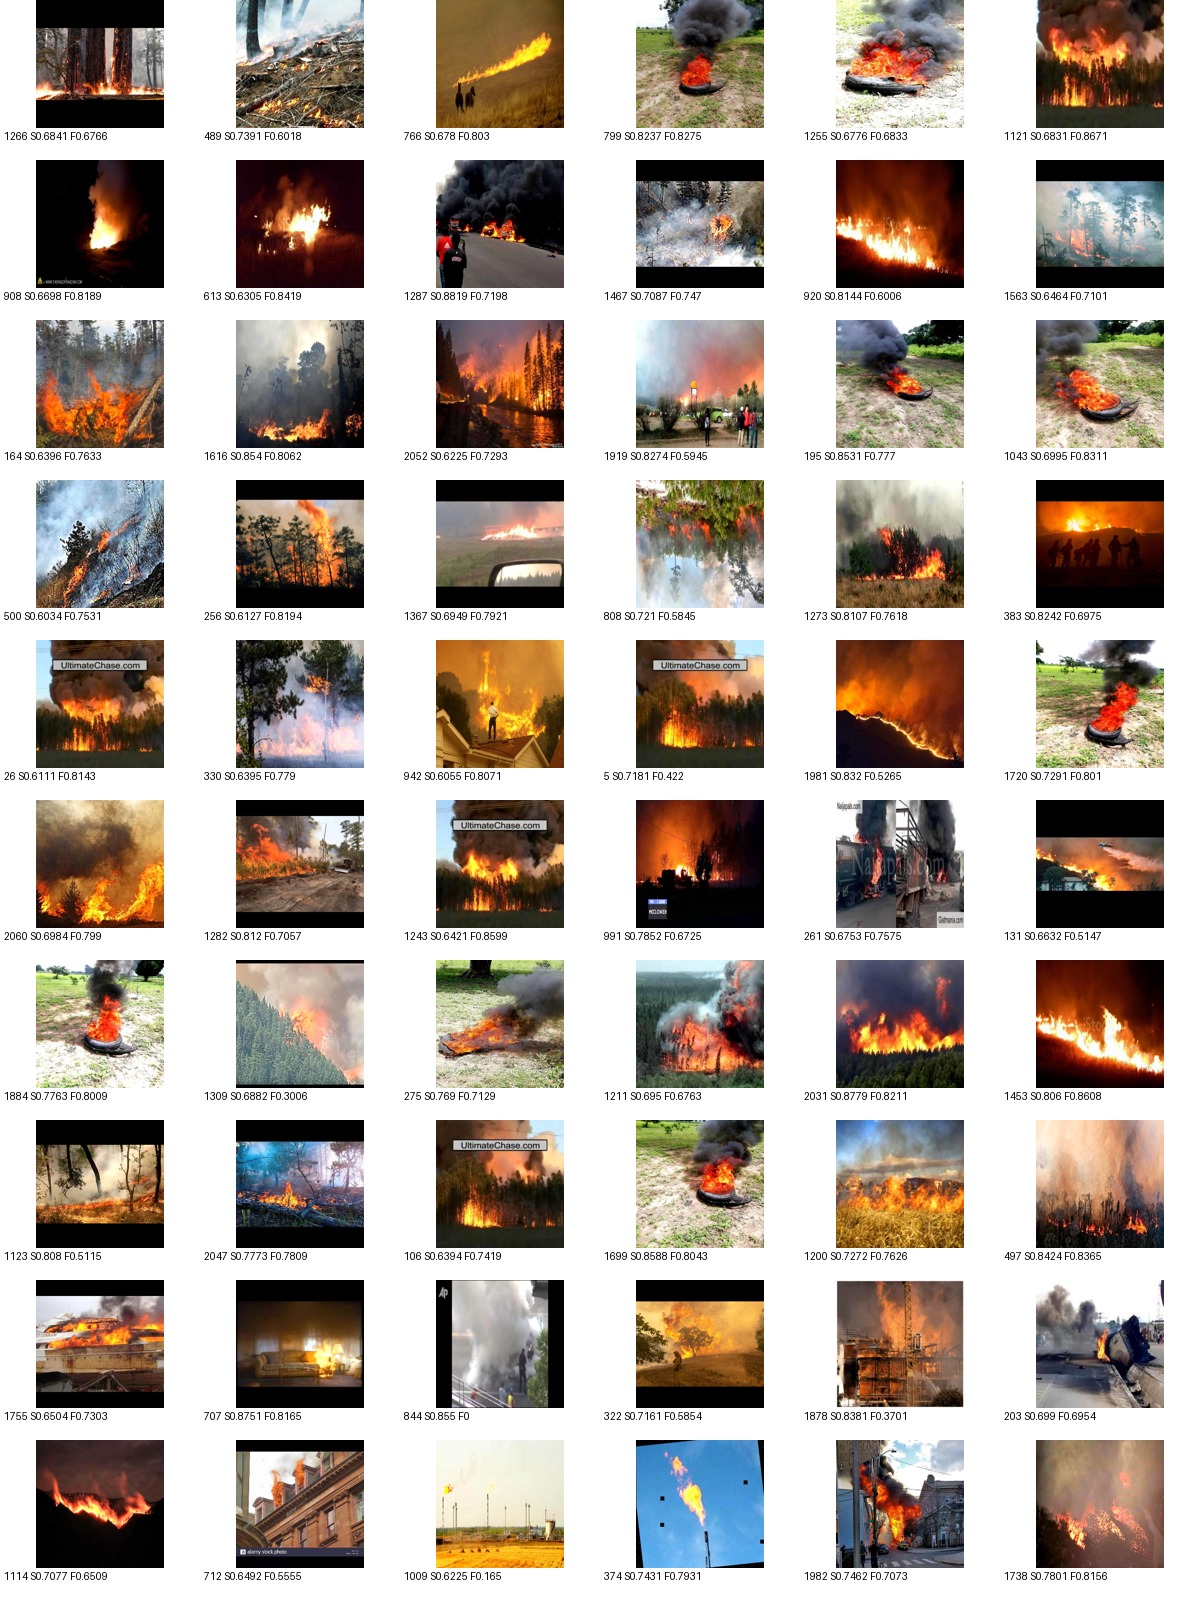 1266 S0.6841 F0.6766
489 S0.7391 F0.6018
766 S0.678 F0.803
799 S0.8237 F0.8275
1255 S0.6776 F0.6833
1121 S0.6831 F0.8671
908 S0.6698 F0.8189
613 S0.6305 F0.8419
1287 S0.8819 F0.7198
1467 S0.7087 F0.747
920 S0.8144 F0.6006
1563 S0.6464 F0.7101
164 S0.6396 F0.7633
1616 S0.854 F0.8062
2052 S0.6225 F0.7293
1919 S0.8274 F0.5945
195 S0.8531 F0.777
1043 S0.6995 F0.8311
500 S0.6034 F0.7531
256 S0.6127 F0.8194
1367 S0.6949 F0.7921
808 S0.721 F0.5845
1273 S0.8107 F0.7618
383 S0.8242 F0.6975
UltimateChase.com
UltimateChase.com
26 S0.6111 F0.8143
330 S0.6395 F0.779
942 S0.6055 F0.8071
5 S0.7181 F0.422
1981 S0.832 F0.5265
1720 S0.7291 F0.801
UltimateChase.com
Naijapals.com
Naijapals.com
MCCLOWEN
Gistmania.com
2060 S0.6984 F0.799
1282 S0.812 F0.7057
1243 S0.6421 F0.8599
991 S0.7852 F0.6725
261 S0.6753 F0.7575
131 S0.6632 F0.5147
1884 S0.7763 F0.8009
1309 S0.6882 F0.3006
275 S0.769 F0.7129
1211 S0.695 F0.6763
2031 S0.8779 F0.8211
1453 S0.806 F0.8608
UltimateChase.com
1123 S0.808 F0.5115
2047 S0.7773 F0.7809
106 S0.6394 F0.7419
1699 S0.8588 F0.8043
1200 S0.7272 F0.7626
497 S0.8424 F0.8365
AP
1755 S0.6504 F0.7303
707 S0.8751 F0.8165
844 S0.855 F0
322 S0.7161 F0.5854
1878 S0.8381 F0.3701
203 S0.699 F0.6954
alamy stock photo
1114 S0.7077 F0.6509
712 S0.6492 F0.5555
1009 S0.6225 F0.165
374 S0.7431 F0.7931
1982 S0.7462 F0.7073
1738 S0.7801 F0.8156